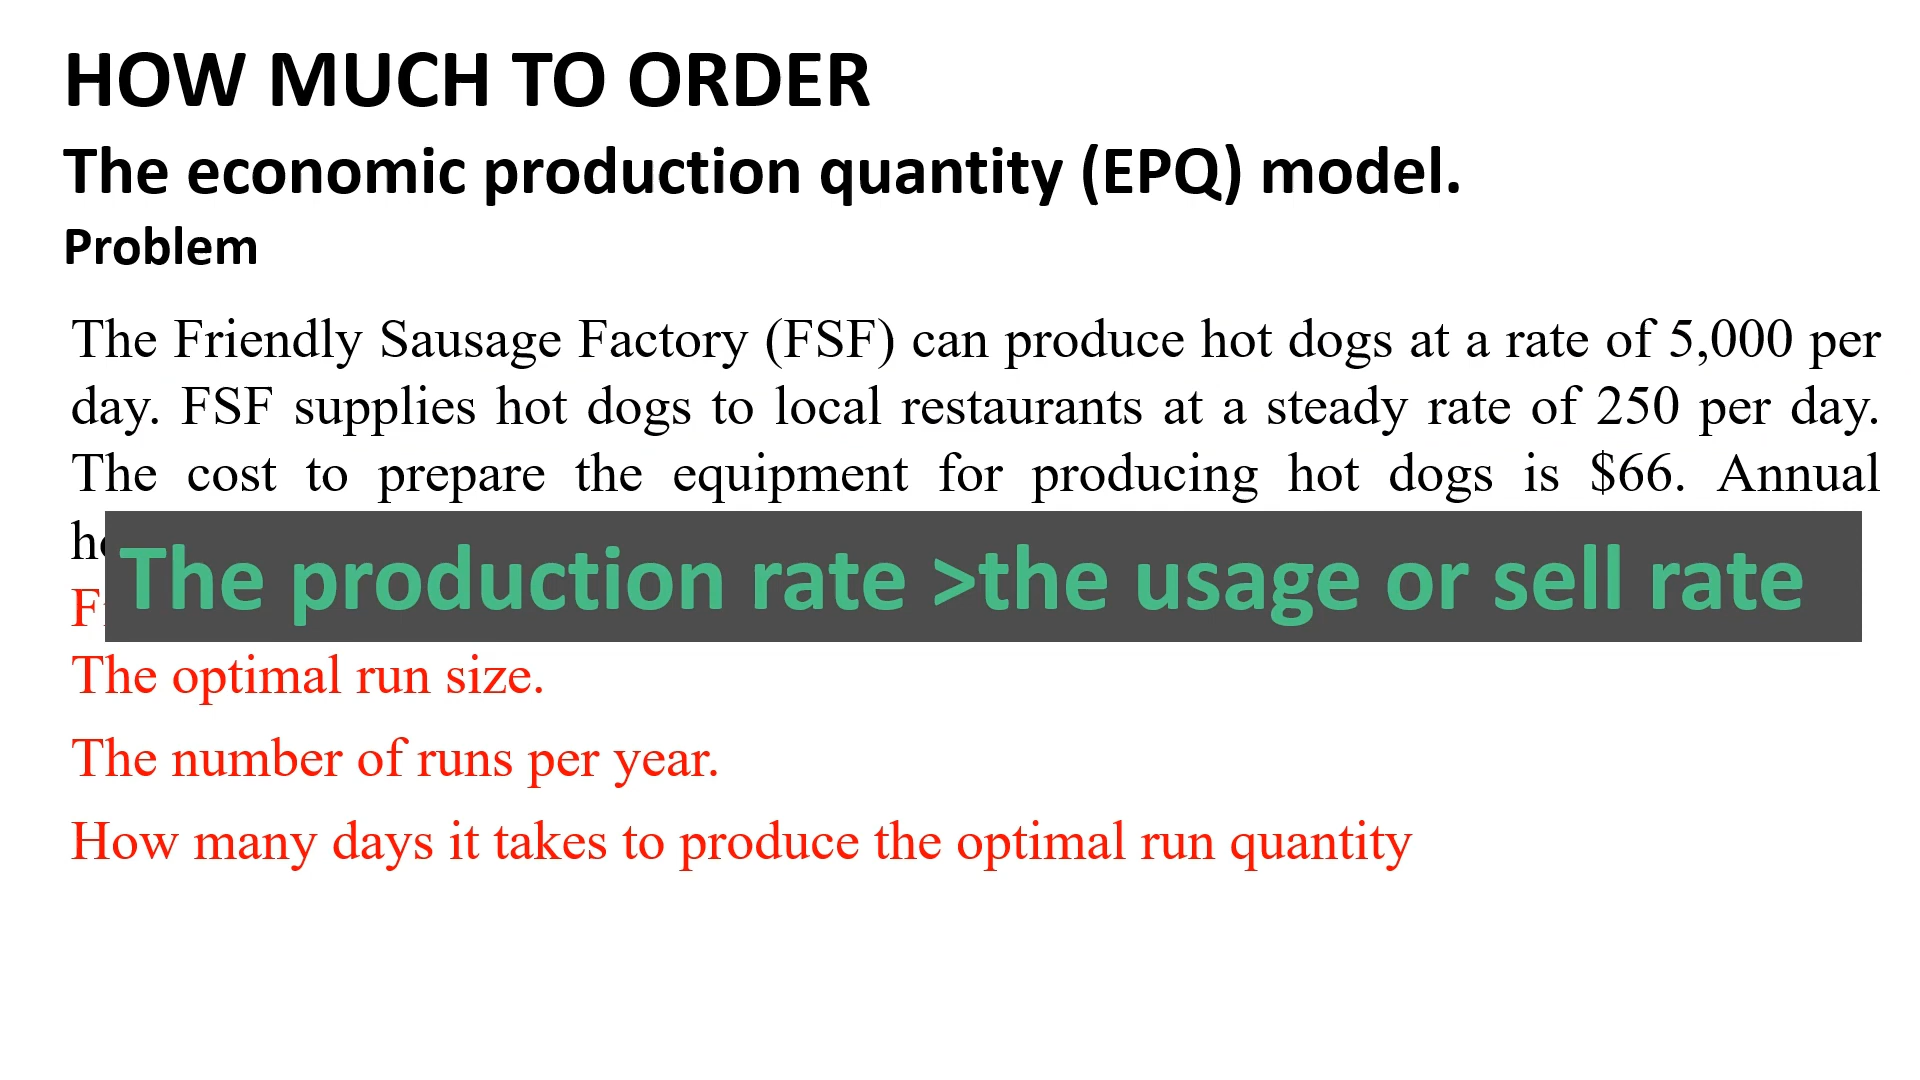 HOW MUCH TO ORDER
The economic production quantity (EPQ) model.
Problem
The Friendly Sausage Factory (FSF) can produce hot dogs at a rate of 5,000 per
day. FSF supplies hot dogs to local restaurants at a steady rate of 250 per day.
The cost to prepare the equipment for producing hot dogs is $66. Annual
The production rate >the usage or sell rate
The optimal run size.
The number of runs per year.
How many days it takes to produce the optimal run quantity